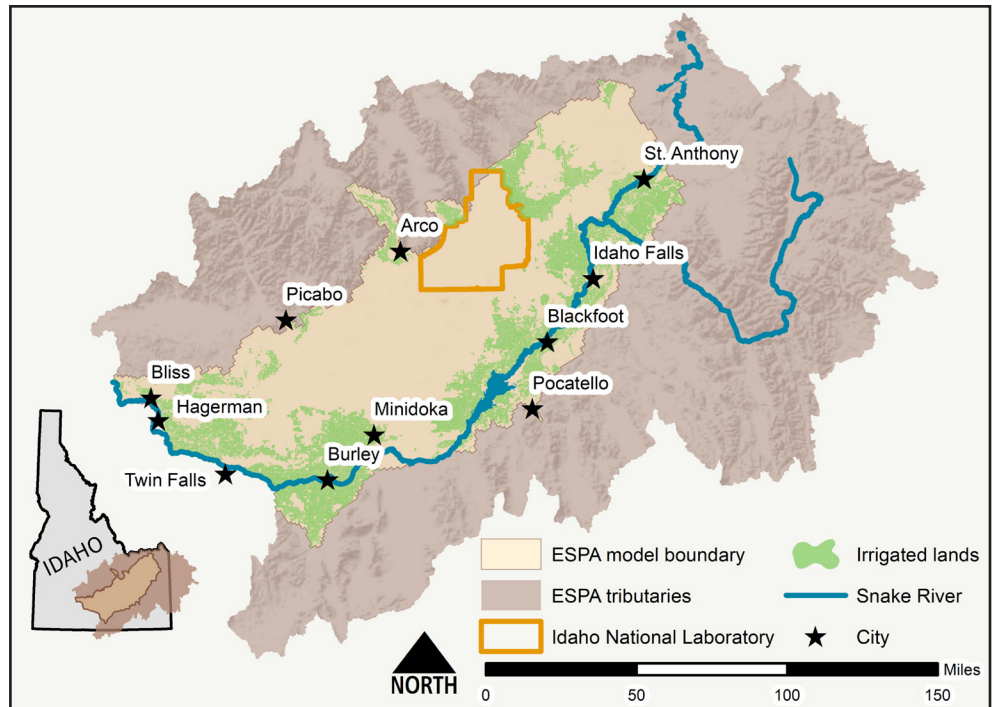 St. Anthony
Arco
Idaho Falls
Picabo
Blackfoot
Bliss
Pocatello
Hagerman
Minidoka
Burley
Twin Falls
IDAHO
ESPA model boundary
Irrigated lands
ESPA tributaries
Snake River
Idaho National Laboratory
City
NORTH
Miles
0 50 100 150